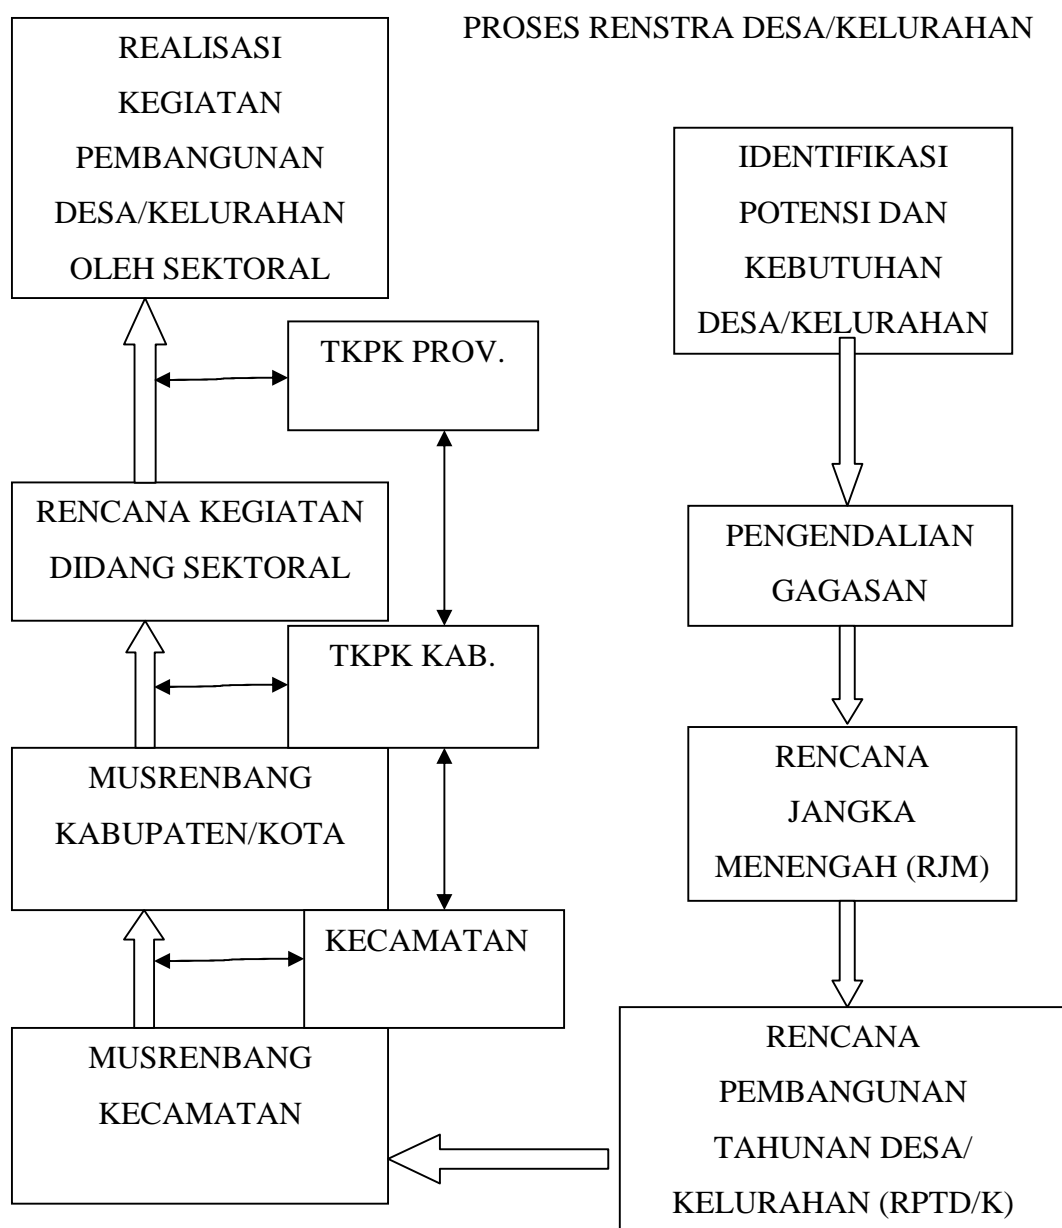 PROSES RENSTRA DESA/KELURAHAN
REALISASI
KEGIATAN
PEMBANGUNAN
DESA/KELURAHAN
OLEH SEKTORAL
IDENTIFIKASI
POTENSI DAN
KEBUTUHAN
DESA/KELURAHAN
TKPK PROV.
RENCANA KEGIATAN
DIDANG SEKTORAL
PENGENDALIAN
GAGASAN
TKPK KAB.
MUSRENBANG
KABUPATEN/KOTA
RENCANA
JANGKA
MENENGAH (RJM)
KECAMATAN
MUSRENBANG
KECAMATAN
RENCANA
PEMBANGUNAN
TAHUNAN DESA/
KELURAHAN (RPTD/K)